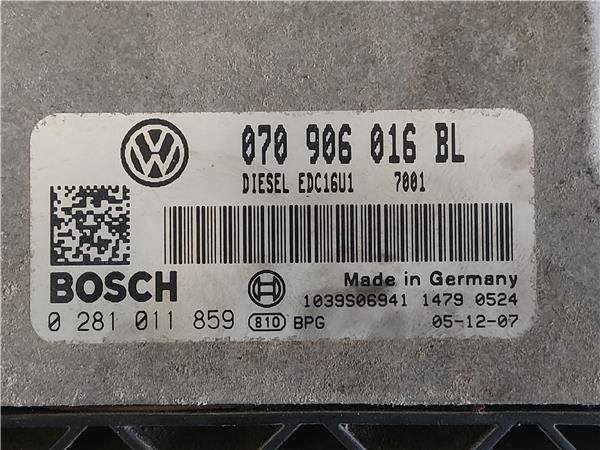 070 906 016 BL
DIESEL EDC16U1 7001
BOSCH
Made in Germany
1039S06941 1479 0524
0 281 011 859 810 BPG 05-12-07